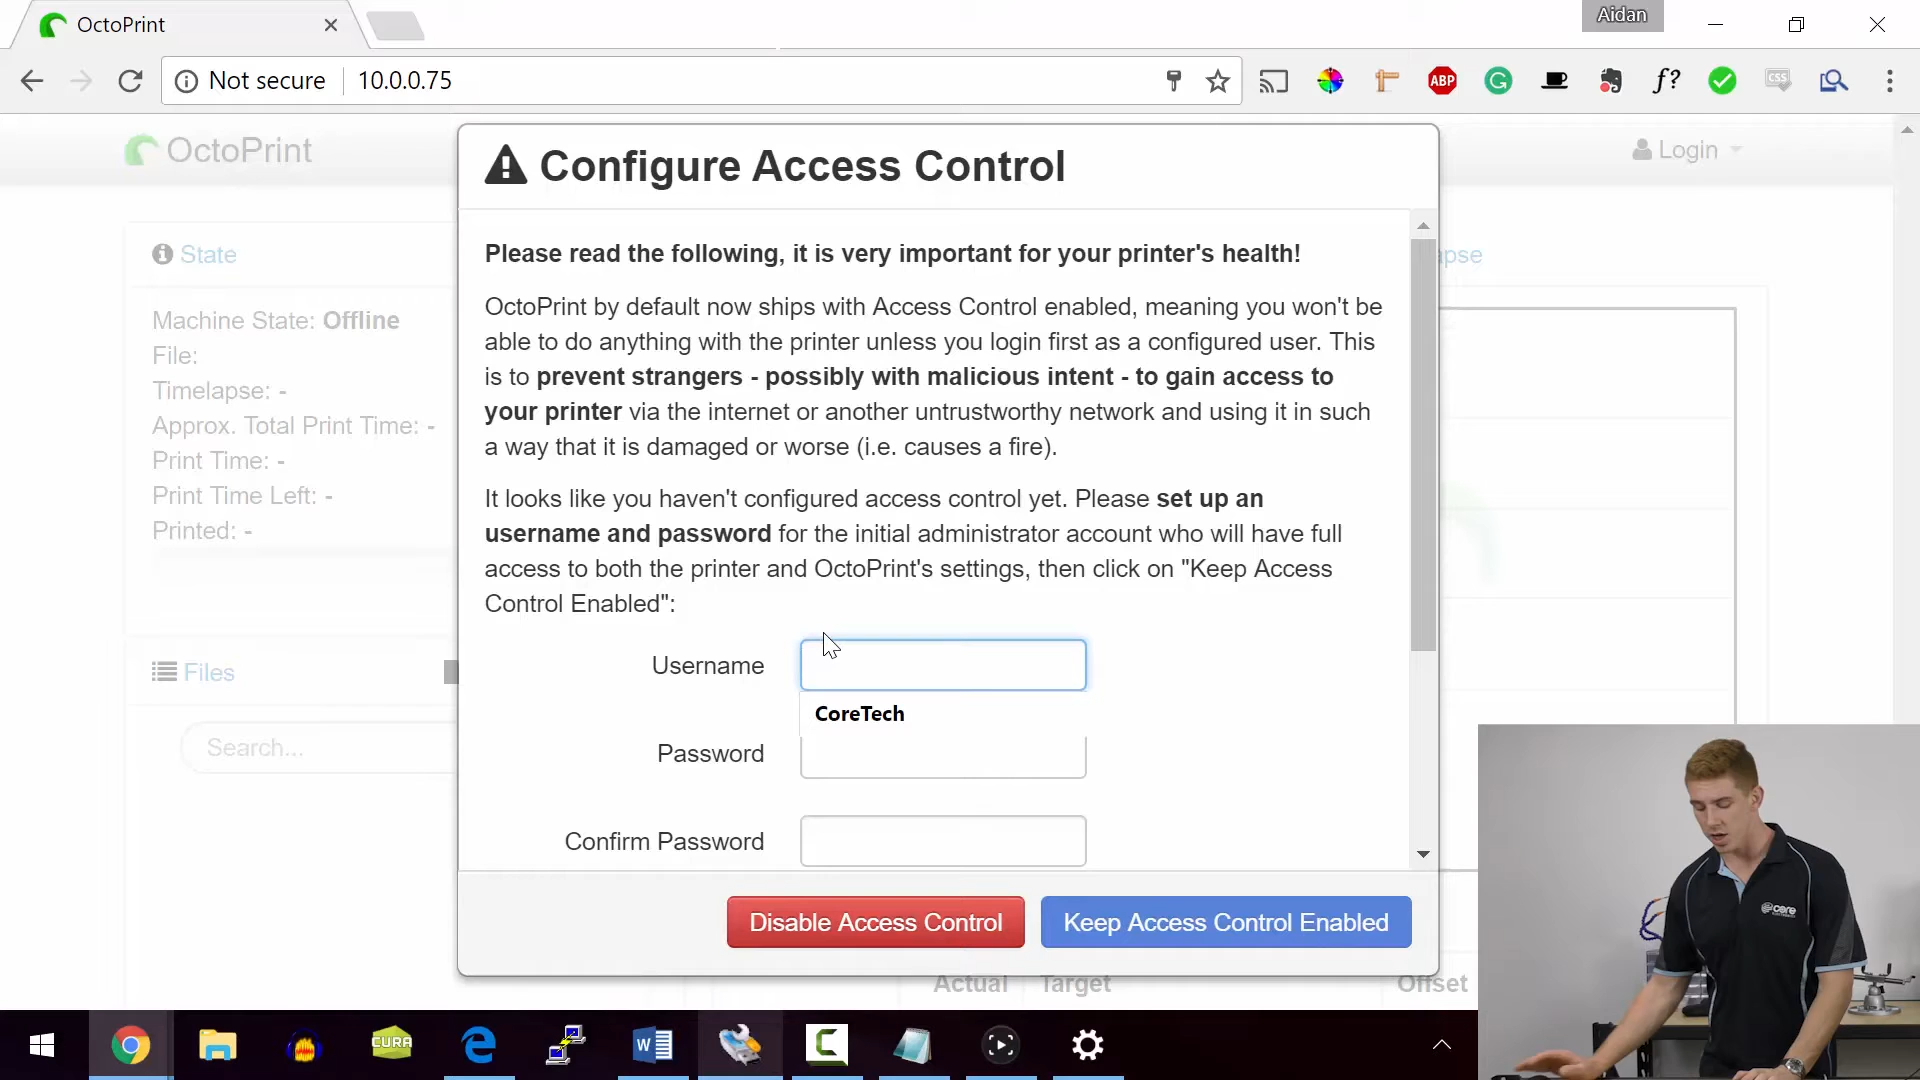 OctoPrint
Aidan
Not secure
10.0.0.75
ABP
G
f?
CSS
OctoPrint
Login
Configure Access Control
Please read the following, it is very important for your printer's health!
OctoPrint by default now ships with Access Control enabled, meaning you won't be
able to do anything with the printer unless you login first as a configured user. This
is to prevent strangers - possibly with malicious intent - to gain access to
your printer via the internet or another untrustworthy network and using it in such
a way that it is damaged or worse (i.e. causes a fire).
It looks like you haven't configured access control yet. Please set up an
username and password for the initial administrator account who will have full
access to both the printer and OctoPrint's settings, then click on "Keep Access
Control Enabled":
Username
CoreTech
Password
Confirm Password
Disable Access Control
Keep Access Control Enabled
State
Machine State: Offline
File:
Timelapse: -
Approx. Total Print Time: -
Print Time: -
Print Time Left: -
Printed: -
Files
Search...
apse
Actual
Target
Offset
core
CURA
W
C